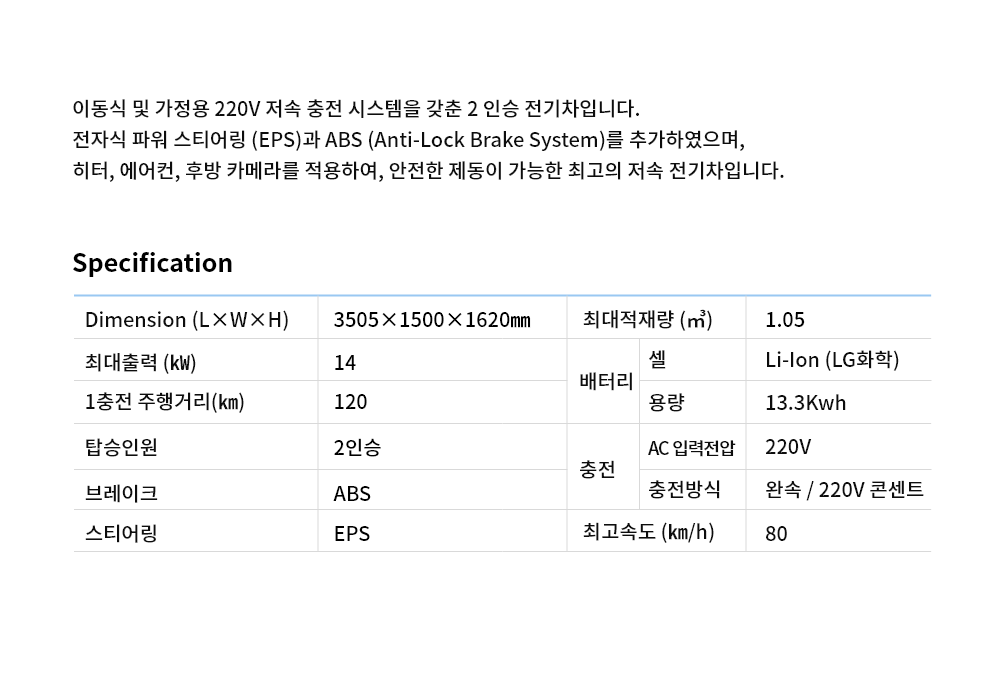 이동식 및 가정용 220V 저속 충전 시스템을 갖춘 2 인승 전기차입니다.
전자식 파워 스티어링 (EPS)과 ABS (Anti-Lock Brake System)를 추가하였으며,
히터, 에어컨, 후방 카메라를 적용하여, 안전한 제동이 가능한 최고의 저속 전기차입니다.
Specification
Dimension (L×W×H) 3505×1500×1620㎜ 최대적재량 (㎥) 1.05
최대출력 (㎾) 14 배터리 셀 Li-Ion (LG화학)
1충전 주행거리(㎞) 120 용량 13.3Kwh
탑승인원 2인승 충전 AC 입력전압 220V
브레이크 ABS 충전방식 완속 / 220V 콘센트
스티어링 EPS 최고속도 (㎞/h) 80